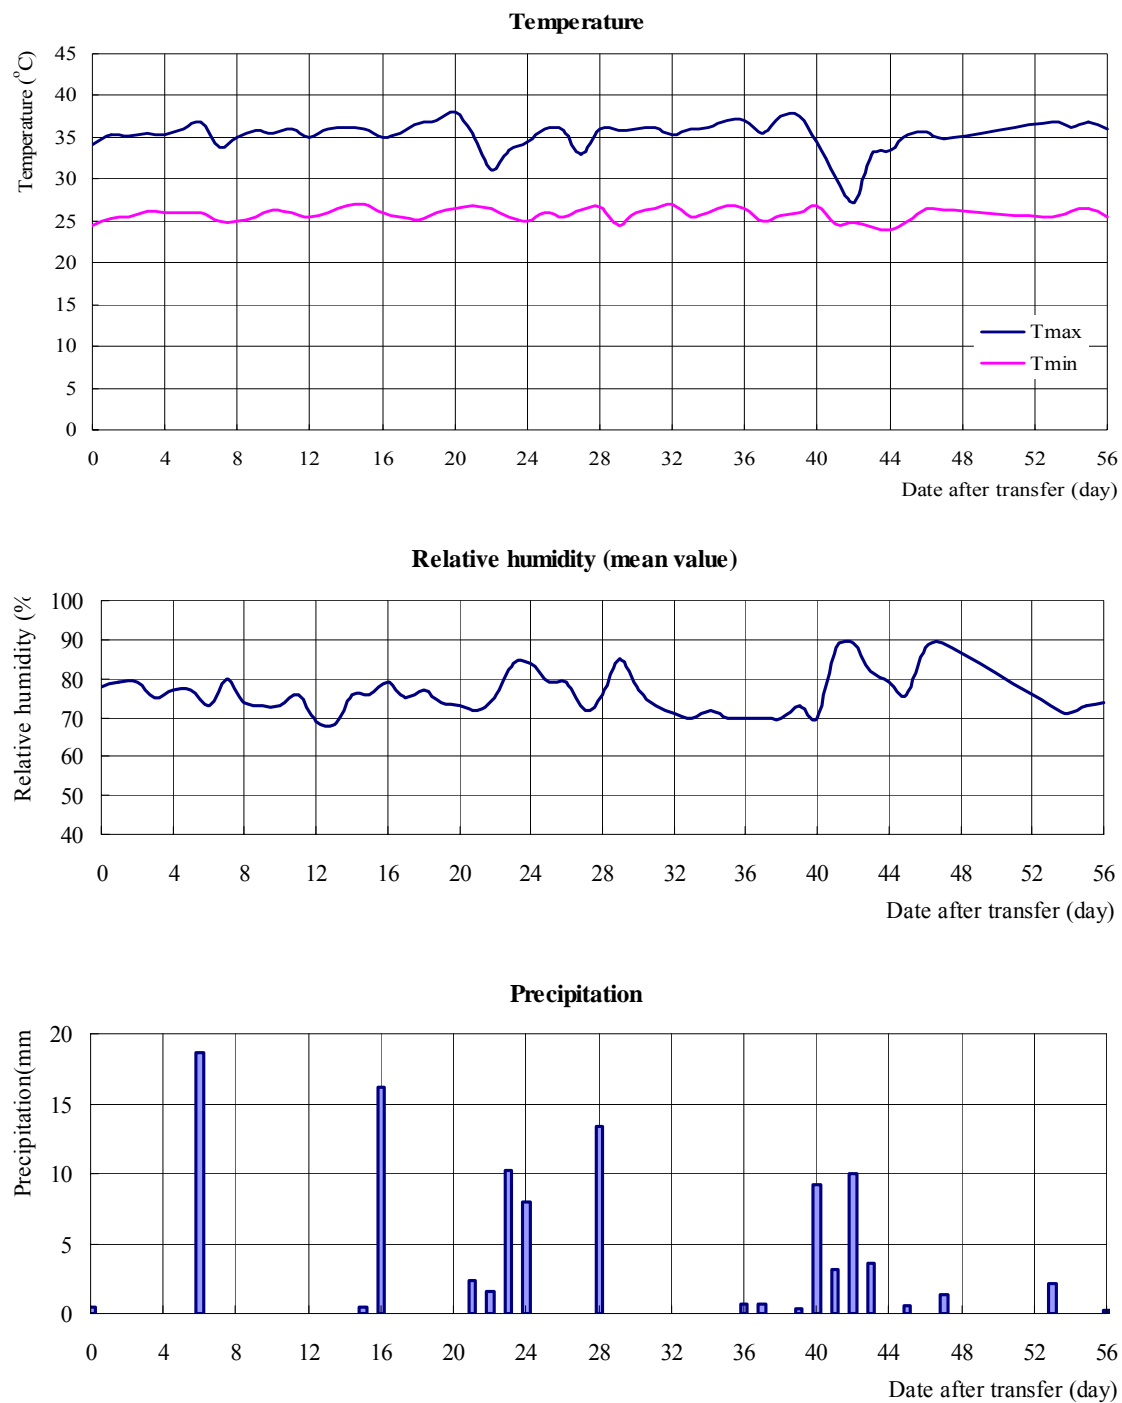 Temperature
Temperature (°C)
45
40
35
30
25
20
15
10
5
0
Tmax
Tmin
0 4 8 12 16 20 24 28 32 36 40 44 48 52 56
Date after transfer (day)
Relative humidity (mean value)
Relative humidity (%
100
90
80
70
60
50
40
0 4 8 12 16 20 24 28 32 36 40 44 48 52 56
Date after transfer (day)
Precipitation
Precipitation(mm
20
15
10
5
0
0 4 8 12 16 20 24 28 32 36 40 44 48 52 56
Date after transfer (day)